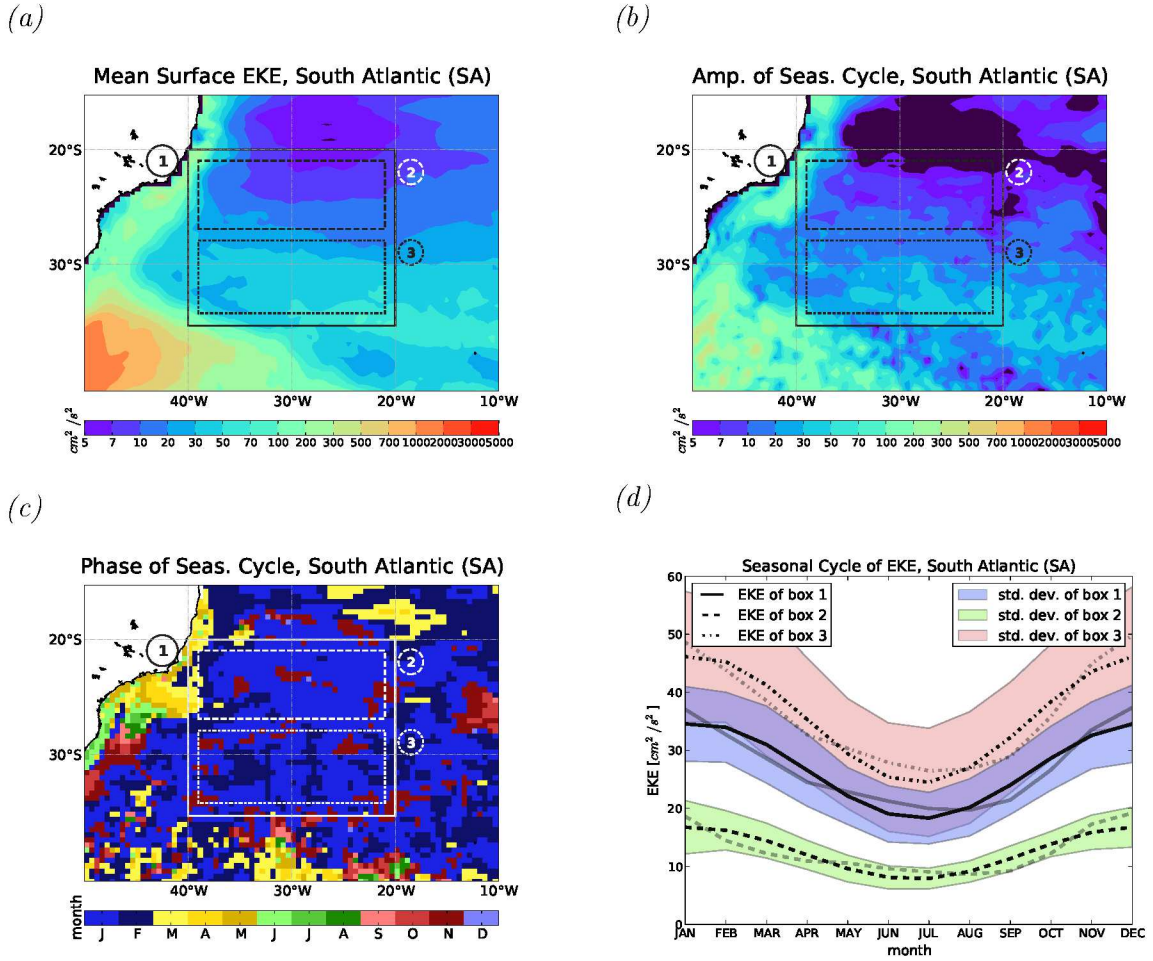 (a)
Mean Surface EKE, South Atlantic (SA)
20°S
30°S
1
2
3
40°W 30°W 20°W 10°W
cm²/s²
5 7 10 20 30 50 70 100 200 300 500 700 1000 2000 3000 5000
(b)
Amp. of Seas. Cycle, South Atlantic (SA)
20°S
30°S
1
2
3
40°W 30°W 20°W 10°W
cm²/s²
5 7 10 20 30 50 70 100 200 300 500 700 1000 2000 3000 5000
(c)
Phase of Seas. Cycle, South Atlantic (SA)
20°S
30°S
1
2
3
40°W 30°W 20°W 10°W
month
J F M A M J J A S O N D
(d)
Seasonal Cycle of EKE, South Atlantic (SA)
EKE of box 1
EKE of box 2
EKE of box 3
std. dev. of box 1
std. dev. of box 2
std. dev. of box 3
EKE [cm²/s²]
60
50
40
30
20
10
0
JAN FEB MAR APR MAY JUN JUL AUG SEP OCT NOV DEC
month